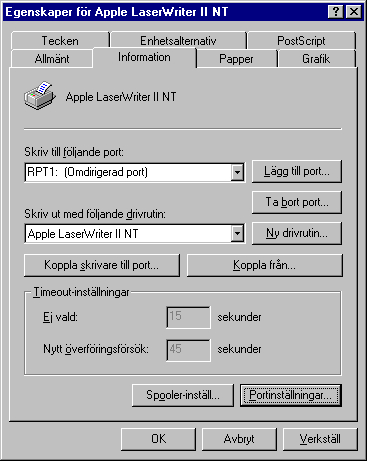 Egenskaper för Apple LaserWriter II NT
Tecken Enhetsalternativ PostScript
Allmänt Information Papper Grafik
Apple LaserWriter II NT
Skriv till följande port:
RPT1: (Omdirigerad port) Lägg till port...
Ta bort port...
Skriv ut med följande drivrutin:
Apple LaserWriter II NT Ny drivrutin...
Koppla skrivare till port... Koppla från...
Timeout-inställningar
Ej vald: 15 sekunder
Nytt överföringsförsök: 45 sekunder
Spooler-inställ... Portinställningar...
OK Avbryt Verkställ